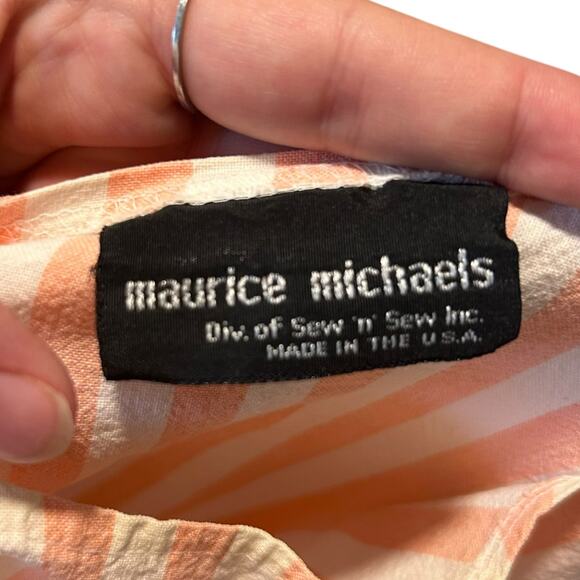 maurice michaels
Div. of Sew 'n' Sew Inc.
MADE IN THE U.S.A.